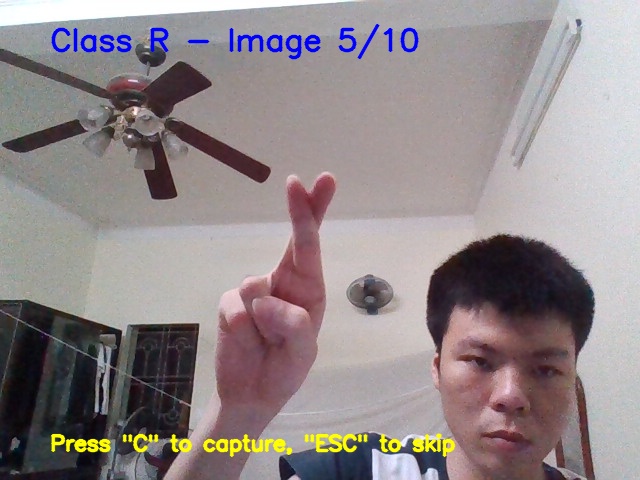 Class R - Image 5/10
Press "C" to capture, "ESC" to skip